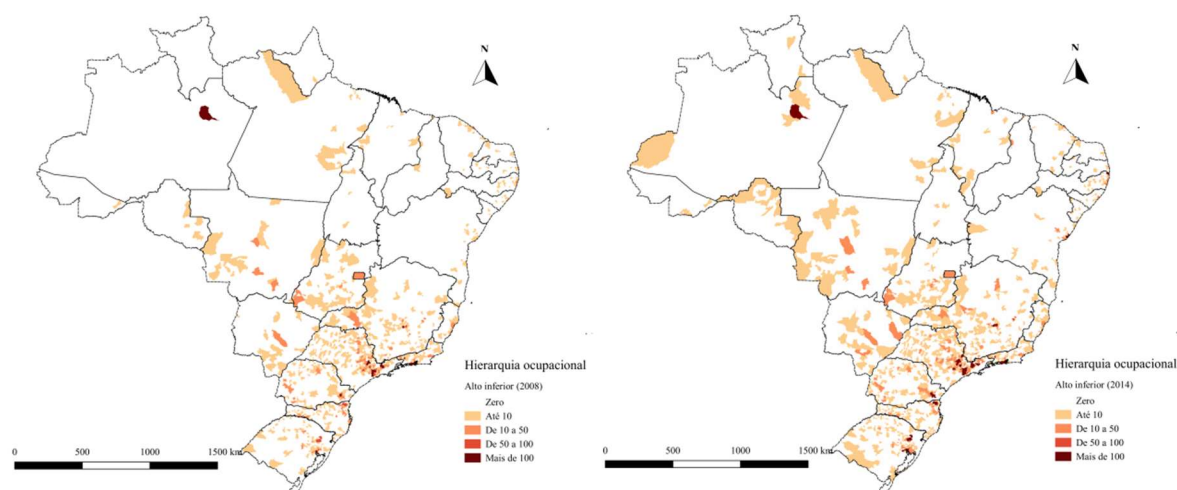 N
Hierarquia ocupacional
Alto inferior (2008)
Zero
Até 10
De 10 a 50
De 50 a 100
Mais de 100
0 500 1000 1500 km
N
Hierarquia ocupacional
Alto inferior (2014)
Zero
Até 10
De 10 a 50
De 50 a 100
Mais de 100
0 500 1000 1500 km